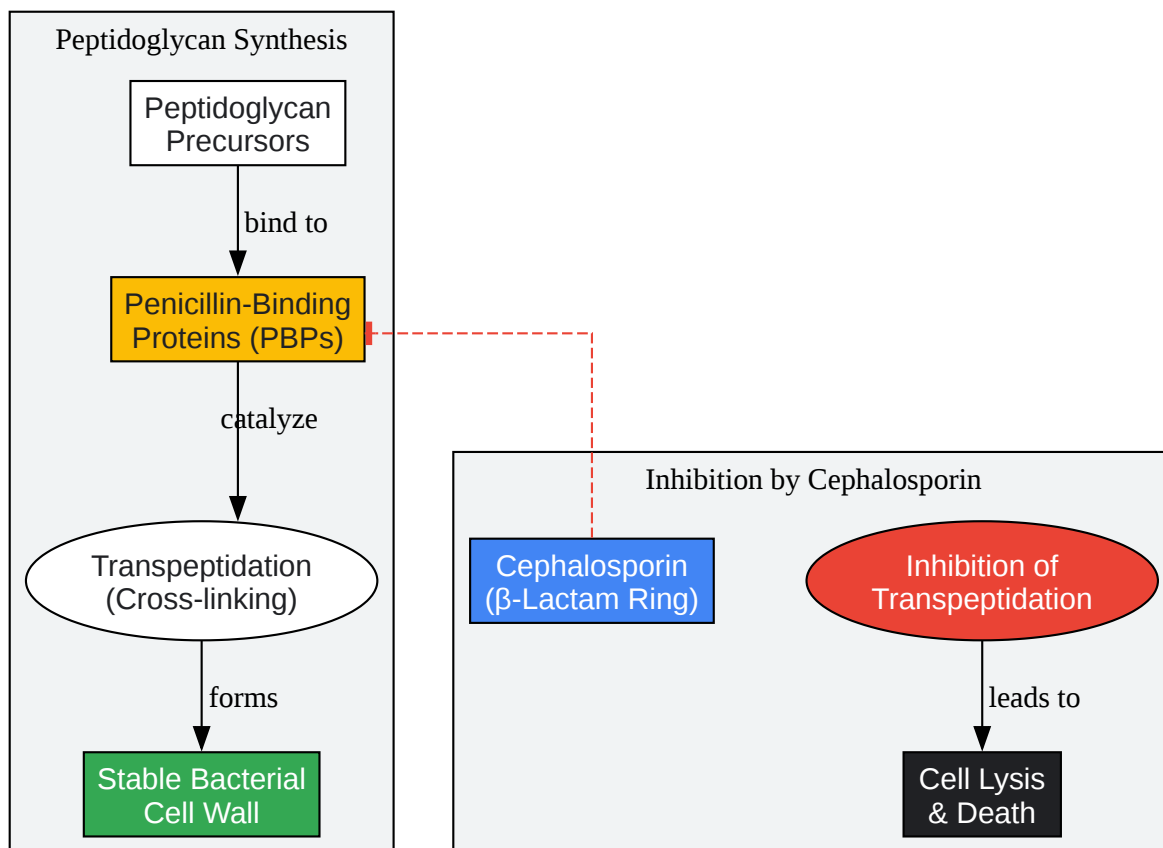 Peptidoglycan Synthesis
Peptidoglycan
Precursors
bind to
Penicillin-Binding
Proteins (PBPs)
catalyze
Transpeptidation
(Cross-linking)
forms
Stable Bacterial
Cell Wall
Inhibition by Cephalosporin
Cephalosporin
(β-Lactam Ring)
Inhibition of
Transpeptidation
leads to
Cell Lysis
& Death